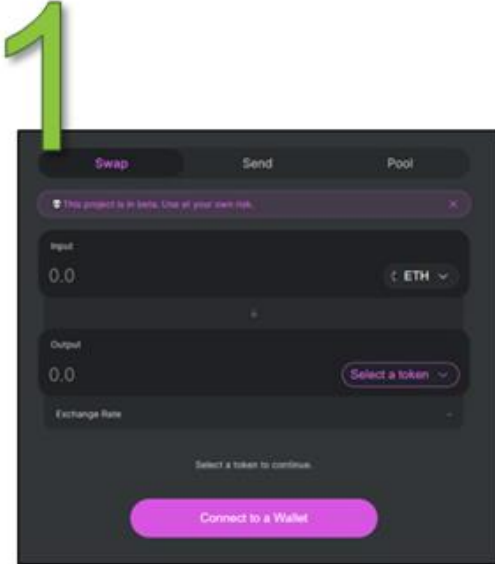 1
Swap Send Pool
This project is in beta. Use at your own risk. ×
Input
0.0 ETH
Output
0.0 Select a token
Exchange Rate -
Select a token to continue.
Connect to a Wallet